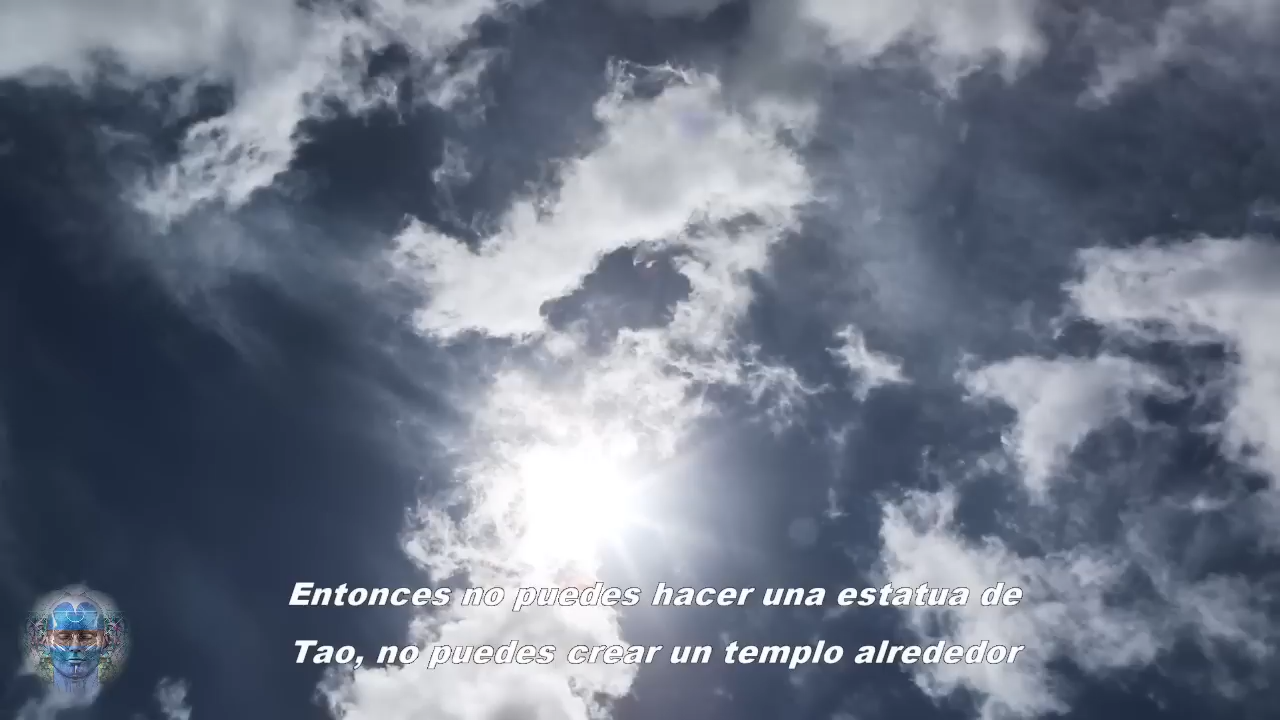 Entonces no puedes hacer una estatua de
Tao, no puedes crear un templo alrededor